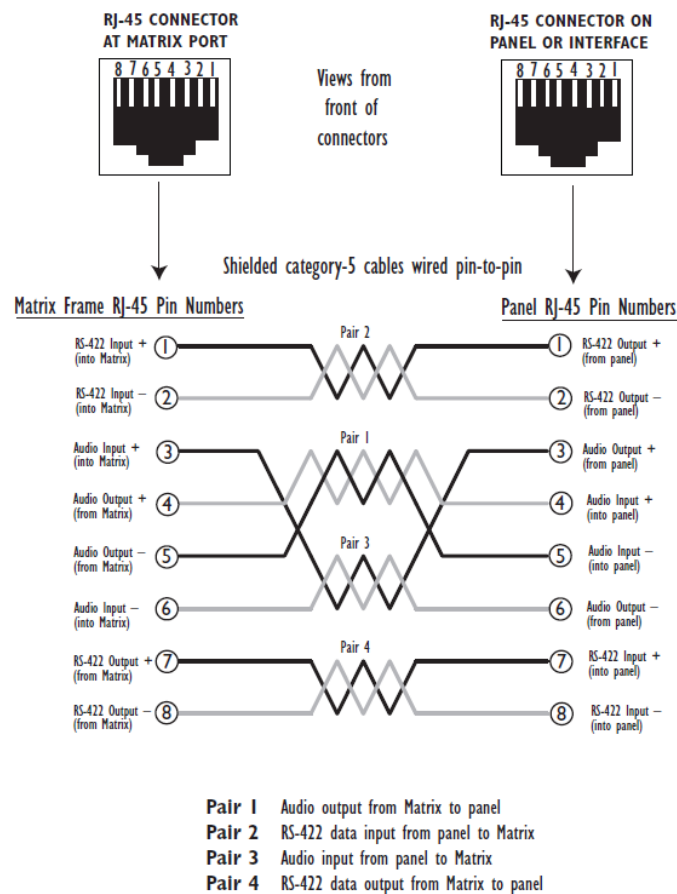 RJ-45 CONNECTOR
AT MATRIX PORT
8 7 6 5 4 3 2 1
Views from
front of
connectors
RJ-45 CONNECTOR ON
PANEL OR INTERFACE
8 7 6 5 4 3 2 1
Shielded category-5 cables wired pin-to-pin
Matrix Frame RJ-45 Pin Numbers
Panel RJ-45 Pin Numbers
RS-422 Input +
(into Matrix)
1
Pair 2
1
RS-422 Output +
(from panel)
RS-422 Input –
(into Matrix)
2
2
RS-422 Output –
(from panel)
Audio Input +
(into Matrix)
3
Pair 1
3
Audio Output +
(from panel)
Audio Output +
(from Matrix)
4
4
Audio Input +
(into panel)
Audio Output –
(from Matrix)
5
Pair 3
5
Audio Input –
(into panel)
Audio Input –
(into Matrix)
6
6
Audio Output –
(from panel)
RS-422 Output +
(from Matrix)
7
Pair 4
7
RS-422 Input +
(into panel)
RS-422 Output –
(from Matrix)
8
8
RS-422 Input –
(into panel)
Pair 1 Audio output from Matrix to panel
Pair 2 RS-422 data input from panel to Matrix
Pair 3 Audio input from panel to Matrix
Pair 4 RS-422 data output from Matrix to panel